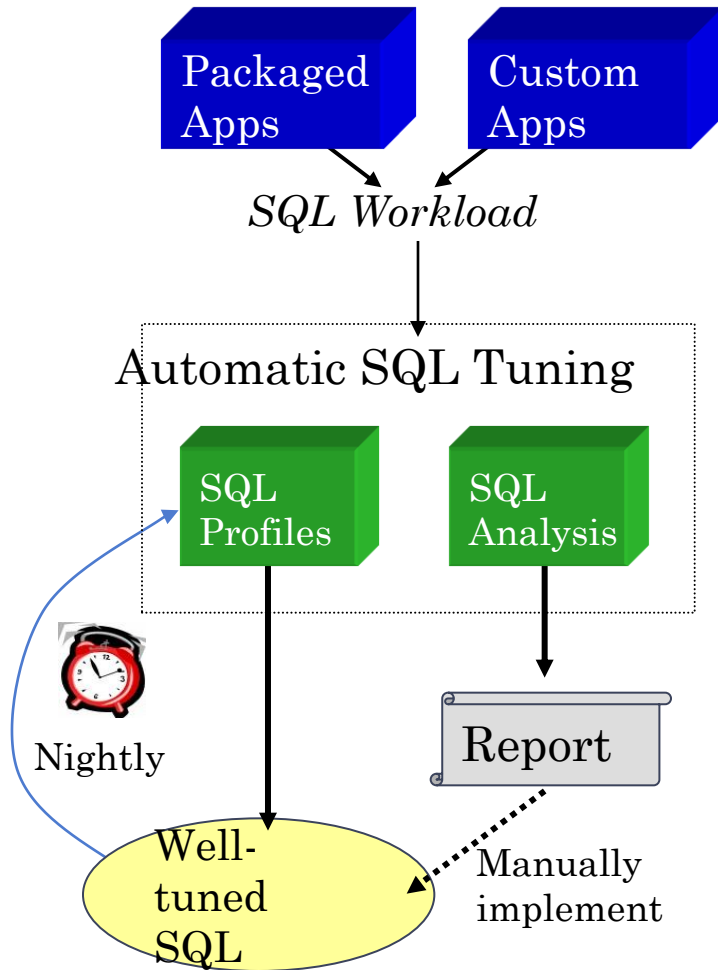 Packaged
Apps
Custom
Apps
SQL Workload
Automatic SQL Tuning
SQL
Profiles
SQL
Analysis
Nightly
Report
Well-
tuned
SQL
Manually
implement